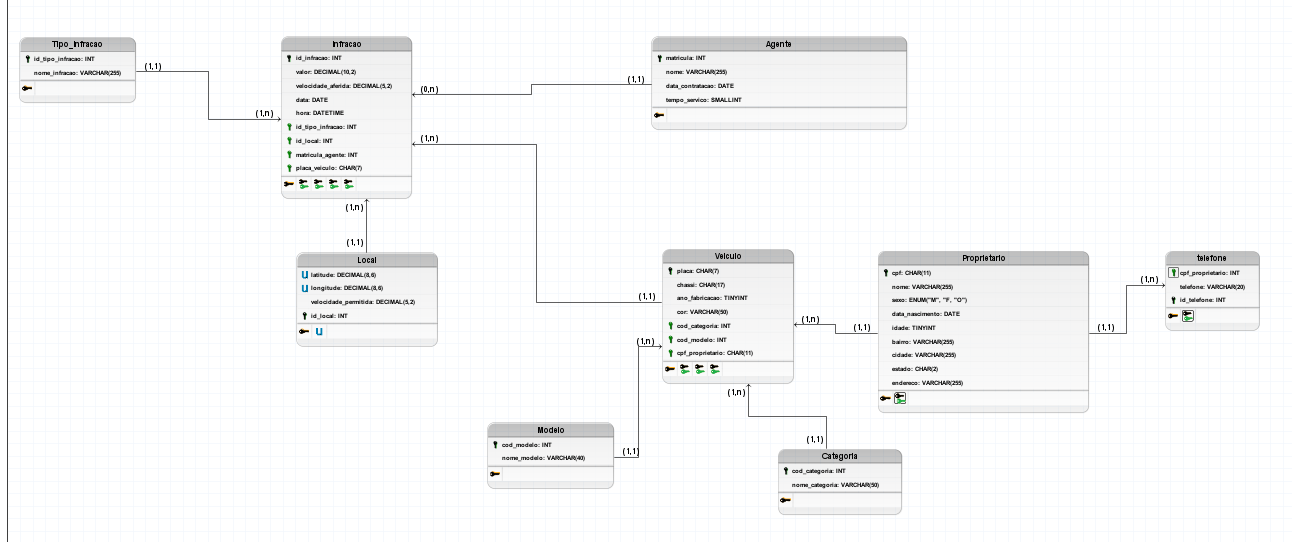 Tipo_Infracao
id_tipo_infracao: INT
nome_infracao: VARCHAR(255)
(1,1)
(1,n)
Infracao
id_infracao: INT
valor: DECIMAL(10,2)
velocidade_aferida: DECIMAL(5,2)
data: DATE
hora: DATETIME
id_tipo_infracao: INT
id_local: INT
matricula_agente: INT
placa_veiculo: CHAR(7)
(0,n)
(1,n)
(1,n)
Agente
matricula: INT
nome: VARCHAR(255)
data_contratacao: DATE
tempo_servico: SMALLINT
(1,1)
(1,1)
Local
U latitude: DECIMAL(8,6)
U longitude: DECIMAL(8,6)
velocidade_permitida: DECIMAL(5,2)
id_local: INT
U
Veiculo
placa: CHAR(7)
chassi: CHAR(17)
ano_fabricacao: TINYINT
cor: VARCHAR(50)
cod_categoria: INT
cod_modelo: INT
cpf_proprietario: CHAR(11)
(1,1)
(1,n)
(1,n)
(1,n)
Proprietario
cpf: CHAR(11)
nome: VARCHAR(255)
sexo: ENUM("M", "F, "O")
data_nascimento: DATE
idade: TINYINT
bairro: VARCHAR(255)
cidade: VARCHAR(255)
estado: CHAR(2)
endereco: VARCHAR(255)
(1,1)
(1,1)
(1,n)
telefone
cpf_proprietario: INT
telefone: VARCHAR(20)
id_telefone: INT
Modelo
cod_modelo: INT
nome_modelo: VARCHAR(40)
(1,1)
(1,1)
Categoria
cod_categoria: INT
nome_categoria: VARCHAR(50)